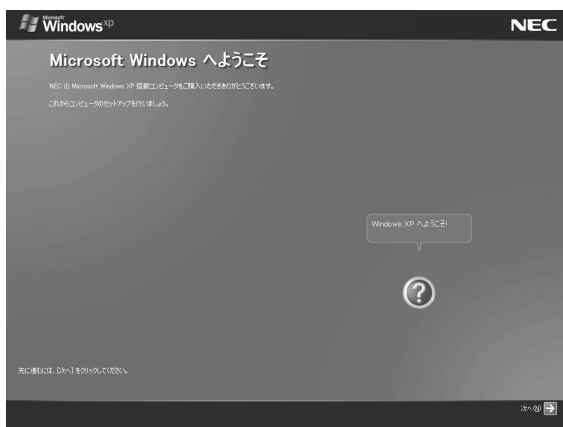 Microsoft
Windows xp
NEC
Microsoft Windows へようこそ
NEC の Microsoft Windows XP 搭載コンピュータをご購入いただきありがとうございます。
これからコンピュータのセットアップを行いましょう。
Windows XP へようこそ!
先に進むには、[次へ] をクリックしてください。
次へ(N)